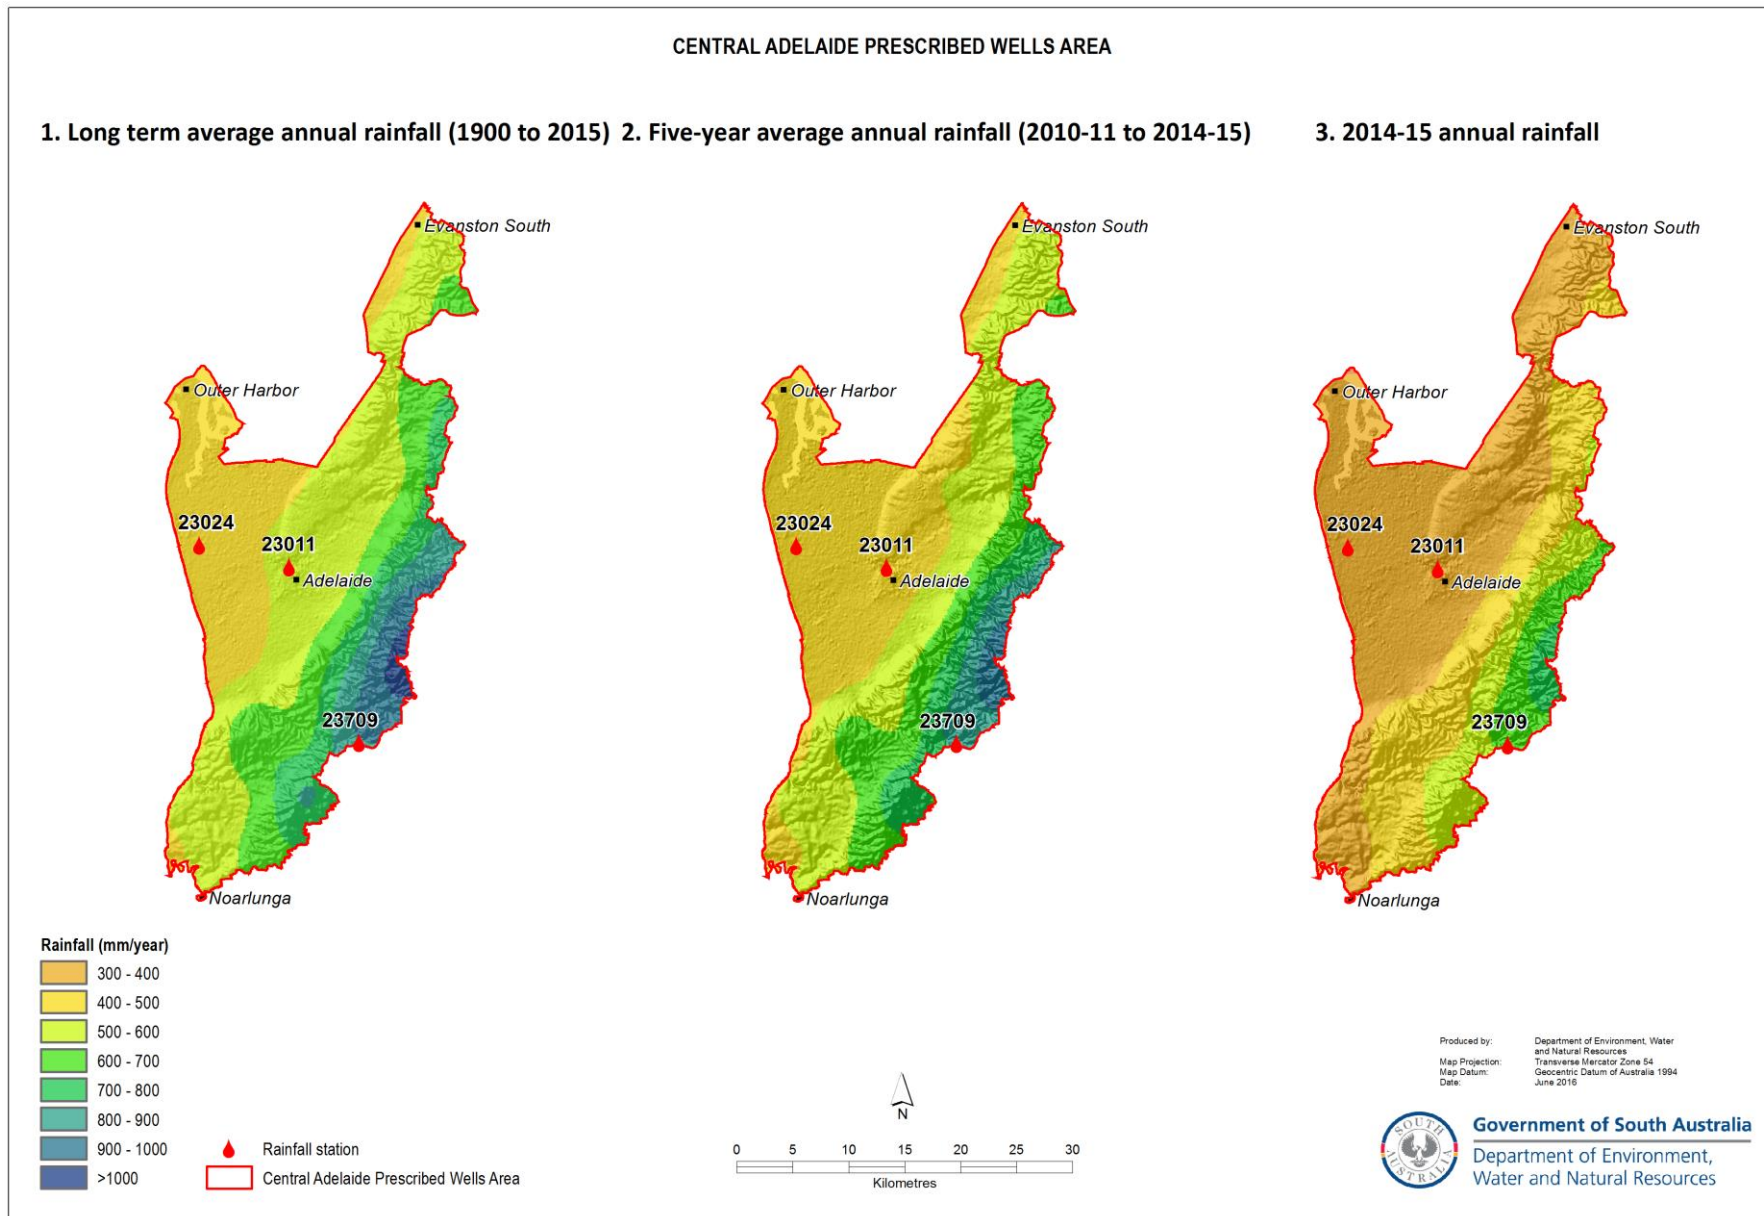 CENTRAL ADELAIDE PRESCRIBED WELLS AREA
1. Long term average annual rainfall (1900 to 2015)
2. Five-year average annual rainfall (2010-11 to 2014-15)
3. 2014-15 annual rainfall
Evanston South
Outer Harbor
23024
23011
Adelaide
23709
Noarlunga
Evanston South
Outer Harbor
23024
23011
Adelaide
23709
Noarlunga
Evanston South
Outer Harbor
23024
23011
Adelaide
23709
Noarlunga
Rainfall (mm/year)
300 - 400
400 - 500
500 - 600
600 - 700
700 - 800
800 - 900
900 - 1000
>1000
Rainfall station
Central Adelaide Prescribed Wells Area
N
0 5 10 15 20 25 30
Kilometres
Produced by: Department of Environment, Water
and Natural Resources
Map Projection: Transverse Mercator Zone 54
Map Datum: Geocentric Datum of Australia 1994
Date: June 2016
SOUTH
AUSTRALIA
Government of South Australia
Department of Environment,
Water and Natural Resources